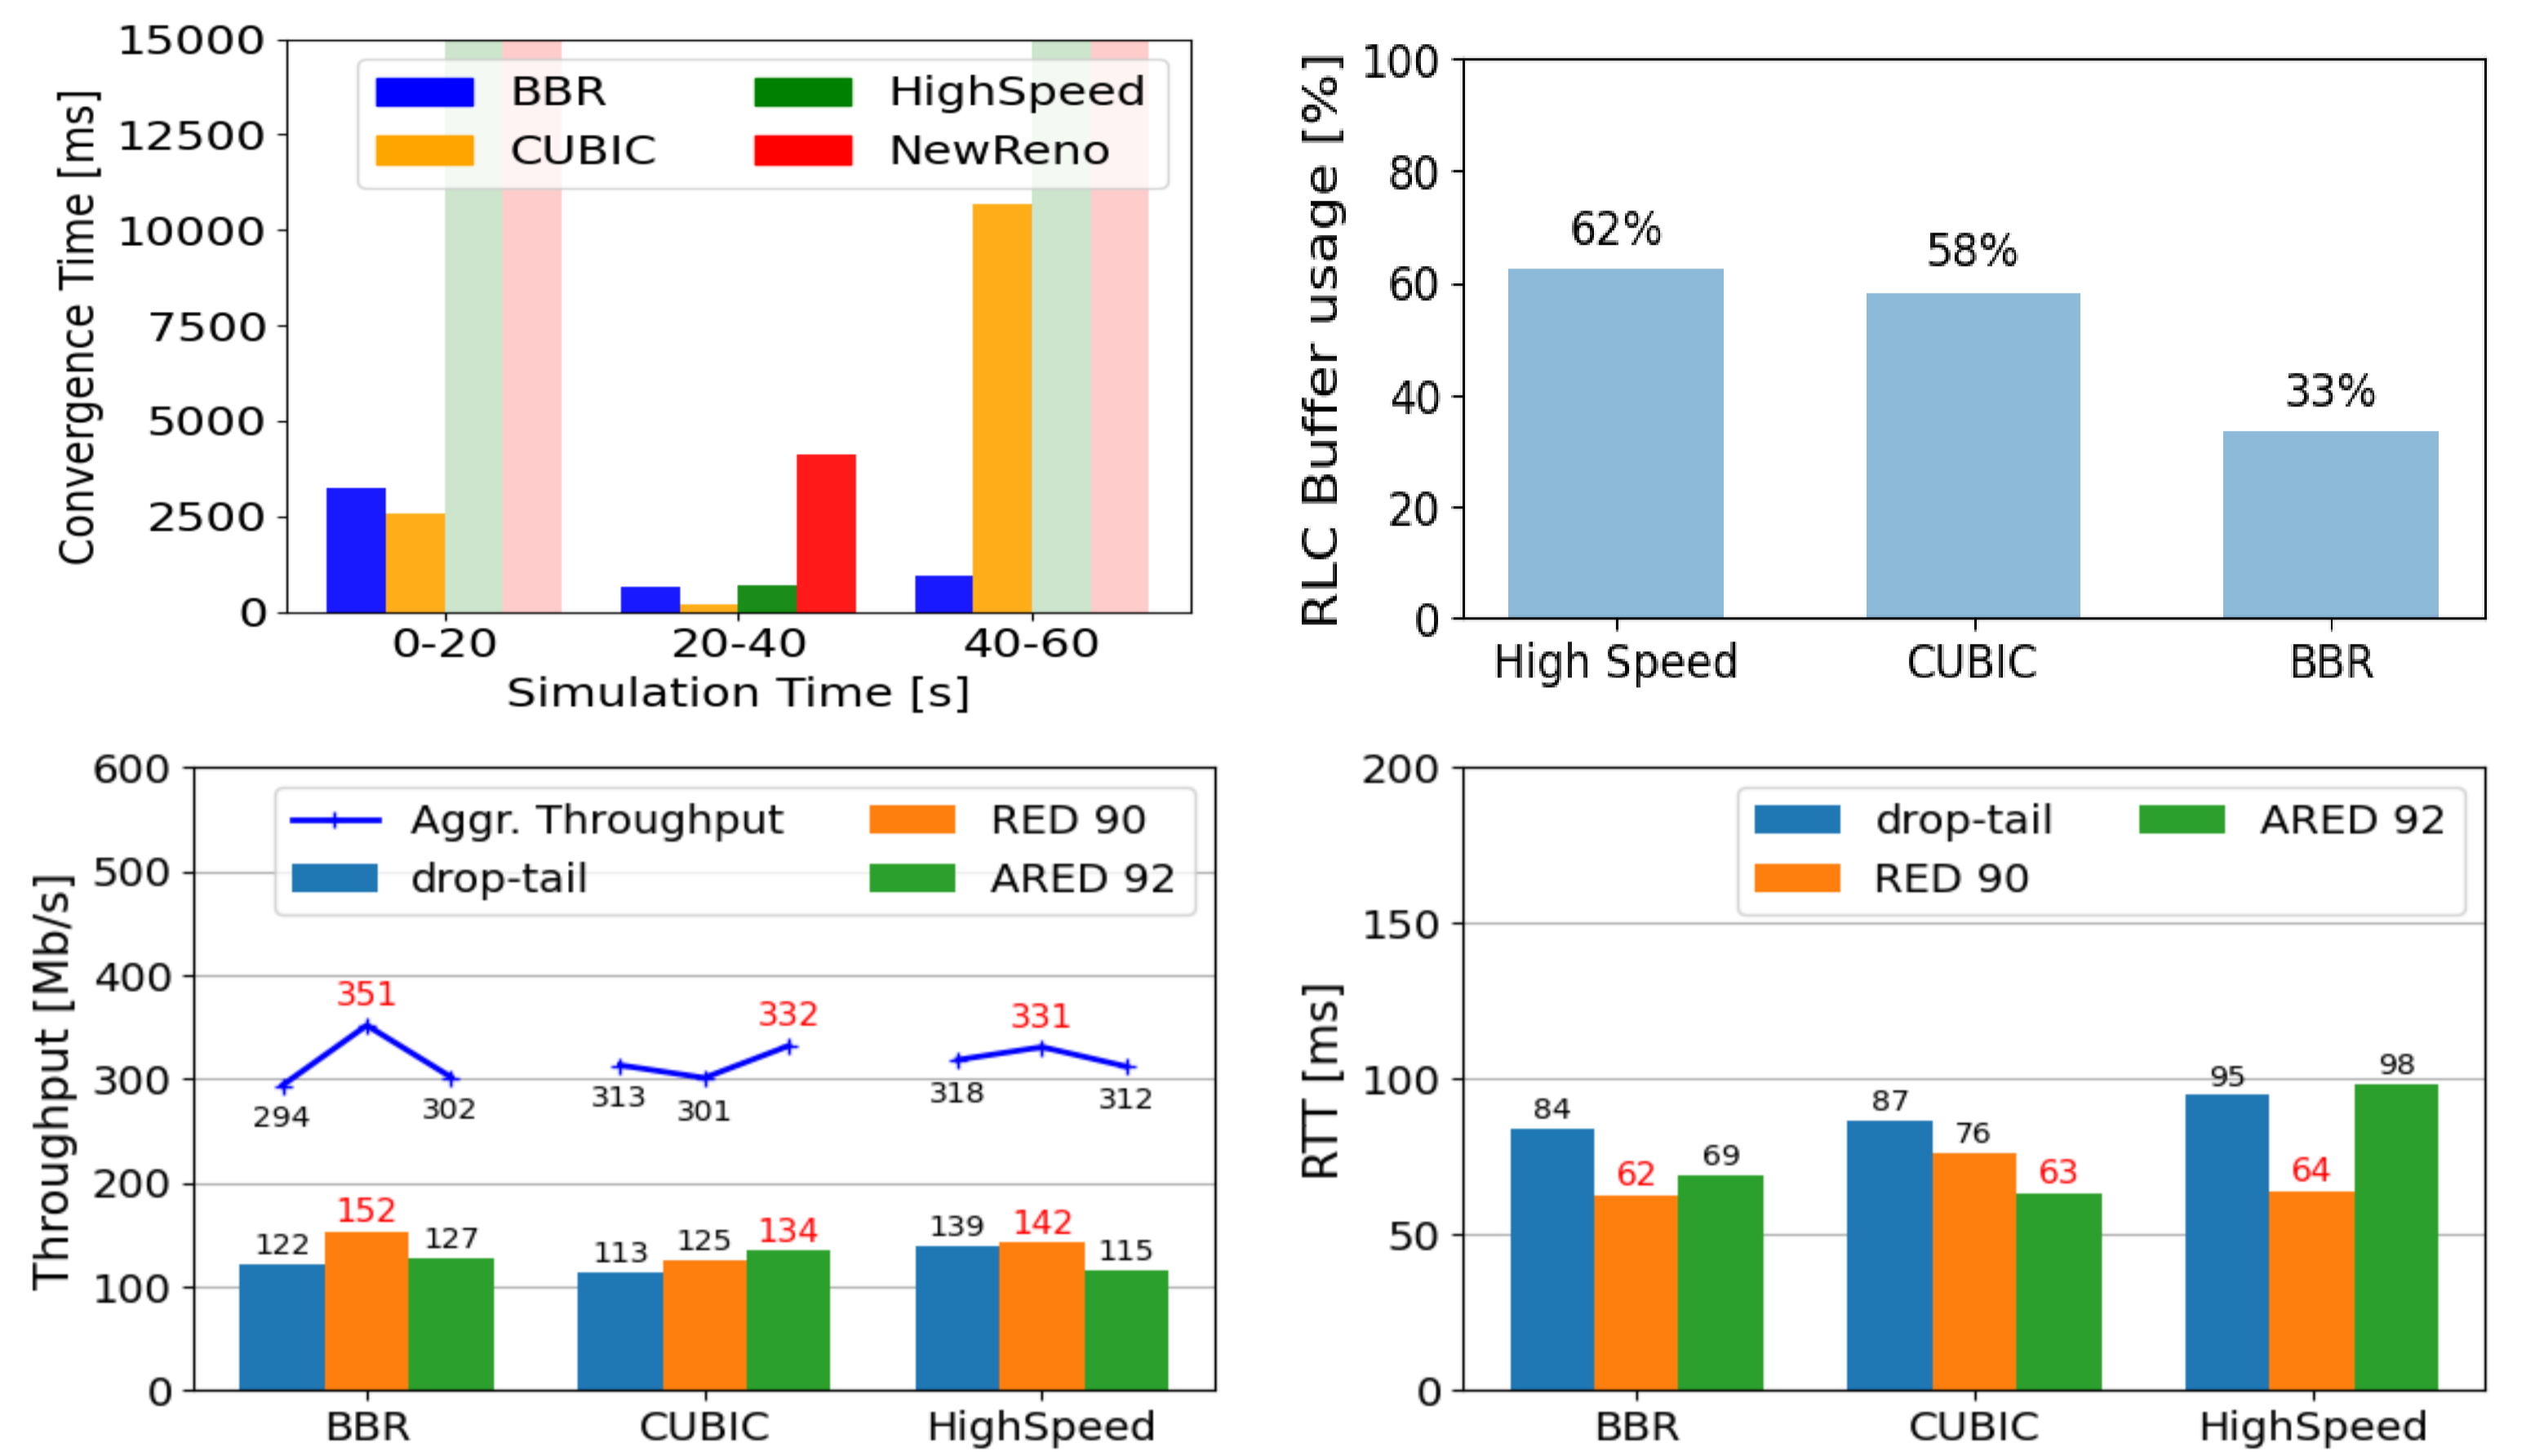 15000
12500
10000
7500
5000
2500
0
Convergence Time [ms]
BBR
CUBIC
HighSpeed
NewReno
0-20 20-40 40-60
Simulation Time [s]
100
80
60
40
20
0
RLC Buffer usage [%]
62%
58%
33%
High Speed CUBIC BBR
600
500
400
300
200
100
0
Throughput [Mb/s]
Aggr. Throughput
drop-tail
RED 90
ARED 92
294 351 302
313 301 332
318 331 312
122 152 127
113 125 134
139 142 115
BBR CUBIC HighSpeed
200
150
100
50
0
RTT [ms]
drop-tail
RED 90
ARED 92
84 62 69
87 76 63
95 64 98
BBR CUBIC HighSpeed